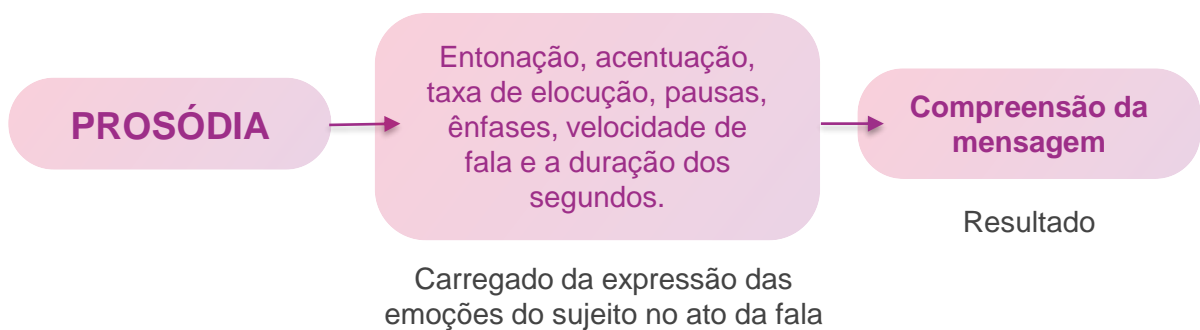 PROSÓDIA
Entonação, acentuação,
taxa de elocução, pausas,
ênfases, velocidade de
fala e a duração dos
segundos.
Carregado da expressão das
emoções do sujeito no ato da fala
Compreensão da
mensagem
Resultado